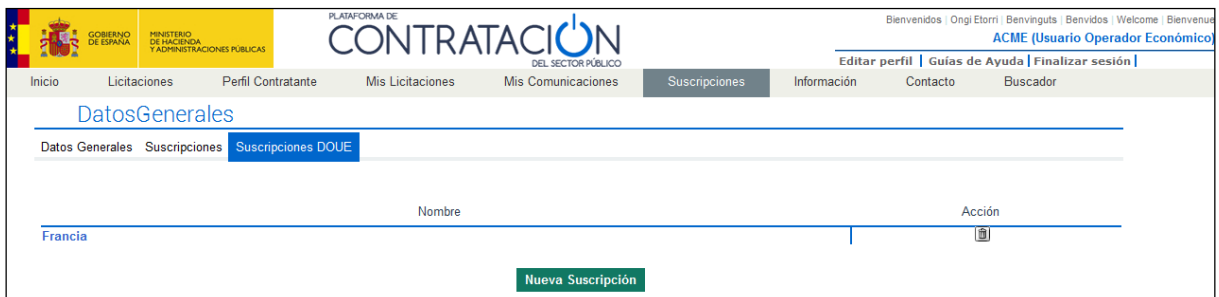 GOBIERNO
DE ESPAÑA
MINISTERIO
DE HACIENDA
Y ADMINISTRACIONES PÚBLICAS
PLATAFORMA DE
CONTRATACIÓN
DEL SECTOR PÚBLICO
Bienvenidos | Ongi Etorri | Benvinguts | Benvidos | Welcome | Bienvenue
ACME (Usuario Operador Económico)
Editar perfil | Guías de Ayuda | Finalizar sesión |
Inicio Licitaciones Perfil Contratante Mis Licitaciones Mis Comunicaciones Suscripciones Información Contacto Buscador
DatosGenerales
Datos Generales Suscripciones Suscripciones DOUE
Nombre Acción
Francia
Nueva Suscripción